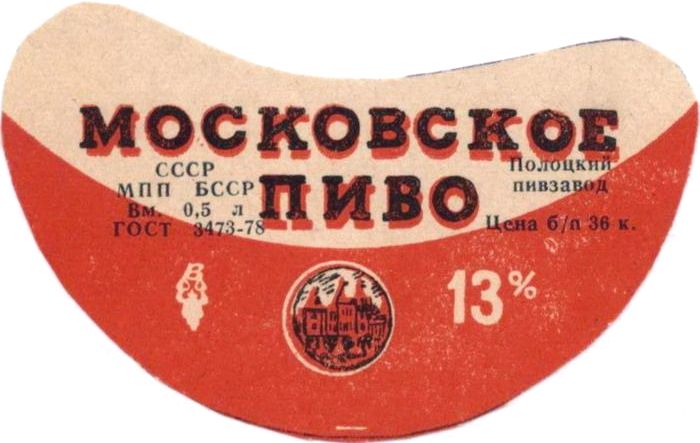 МОСКОВСКОЕ
ПИВО
СССР
МПП БССР
Вм. 0,5 л
ГОСТ 3473-78
Полоцкий
пивзавод
Цена б/п 36 к.
В
13%